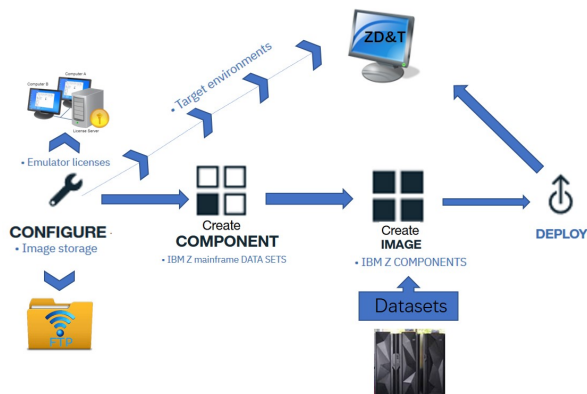 ZD&T
Computer A
Computer B
License Server
• Target environments
• Emulator licenses
CONFIGURE
• Image storage
FTP
Create
COMPONENT
• IBM Z mainframe DATA SETS
Create
IMAGE
• IBM Z COMPONENTS
Datasets
DEPLOY